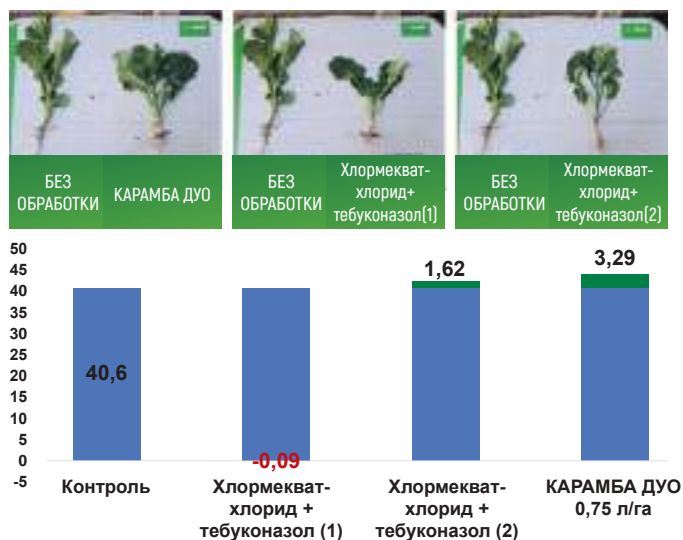 БЕЗ ОБРАБОТКИ
КАРАМБА ДУО
БЕЗ ОБРАБОТКИ
Хлормекват-
хлорид+
тебуконазол(1)
БЕЗ ОБРАБОТКИ
Хлормекват-
хлорид+
тебуконазол(2)
50
45
40
35
30
25
20
15
10
5
0
-5
40,6
-0,09
1,62
3,29
Контроль
Хлормекват-
хлорид +
тебуконазол (1)
Хлормекват-
хлорид +
тебуконазол (2)
КАРАМБА ДУО
0,75 л/га